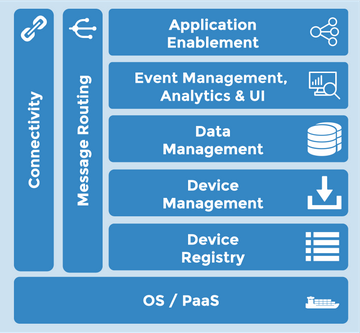 Connectivity
Message Routing
Application
Enablement
Event Management,
Analytics & UI
Data
Management
Device
Management
Device
Registry
OS / PaaS